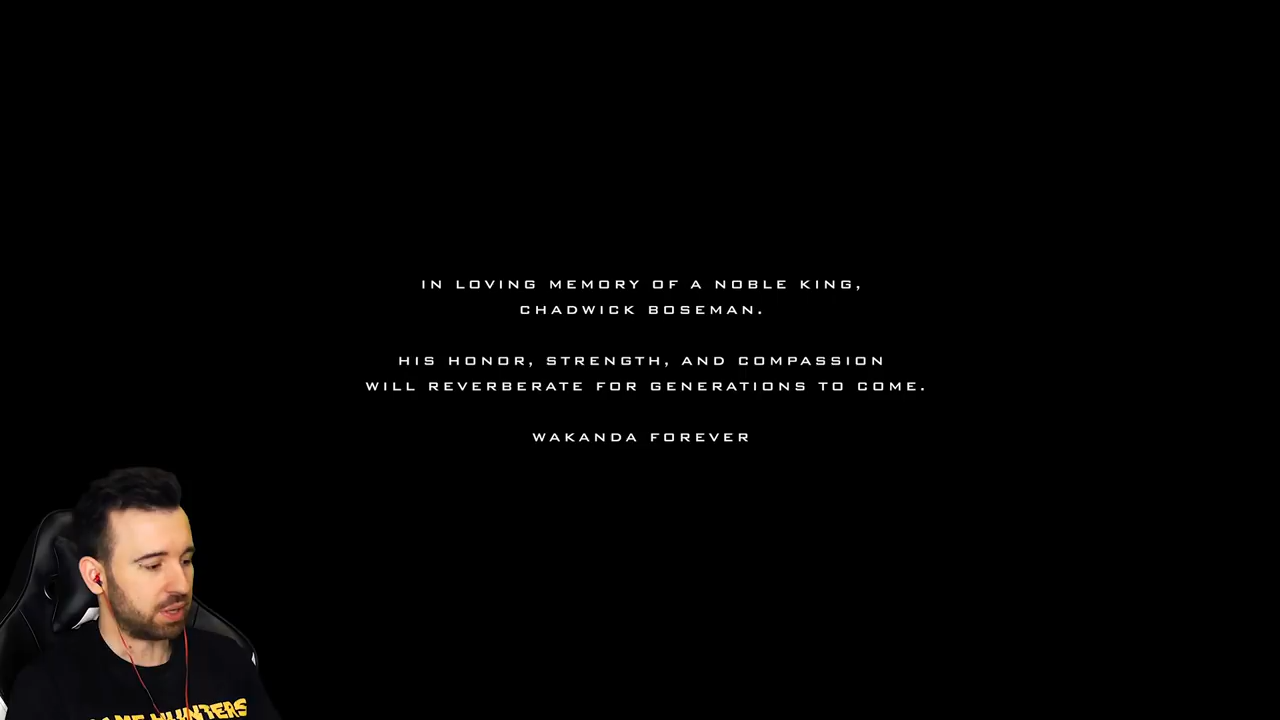 IN LOVING MEMORY OF A NOBLE KING,
CHADWICK BOSEMAN.
HIS HONOR, STRENGTH, AND COMPASSION
WILL REVERBERATE FOR GENERATIONS TO COME.
WAKANDA FOREVER
HUNTERS